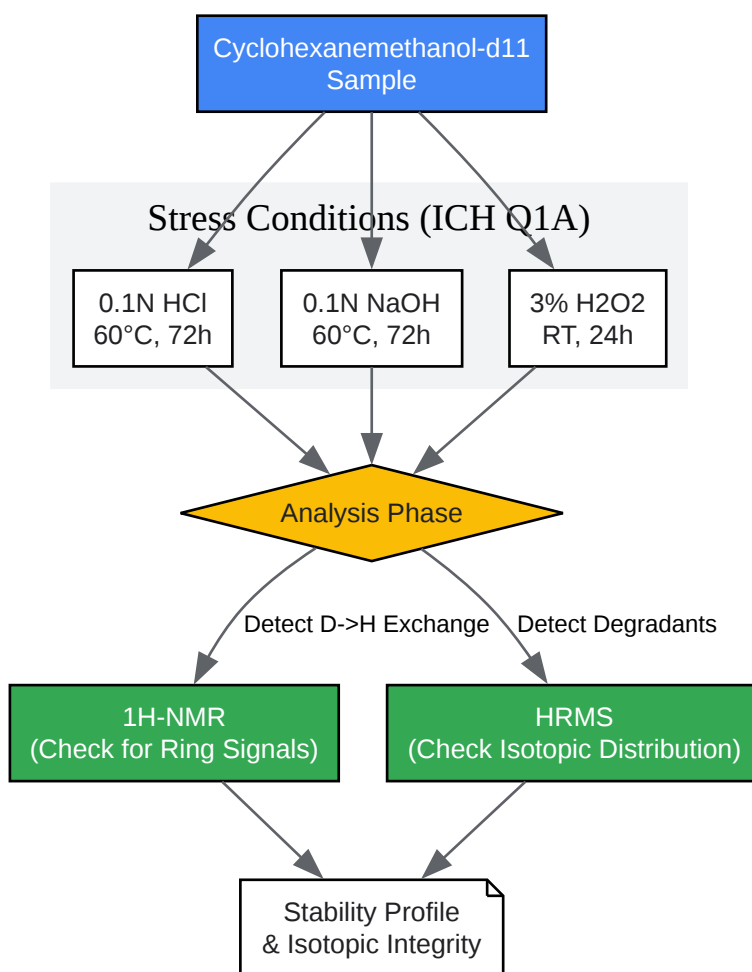 Cyclohexanemethanol-d11
Sample
Stress Conditions (ICH Q1A)
0.1N HCl
60°C, 72h
0.1N NaOH
60°C, 72h
3% H2O2
RT, 24h
Analysis Phase
Detect D->H Exchange
Detect Degradants
1H-NMR
(Check for Ring Signals)
HRMS
(Check Isotopic Distribution)
Stability Profile
& Isotopic Integrity